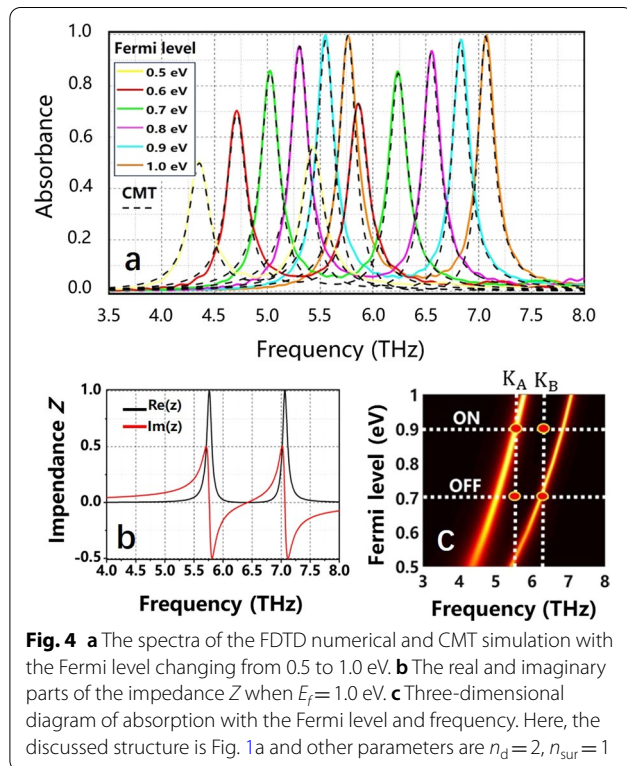 Fermi level
0.5 eV
0.6 eV
0.7 eV
0.8 eV
0.9 eV
1.0 eV
CMT
Absorbance
1.0
0.8
0.6
0.4
0.2
0.0
a
3.5 4.0 4.5 5.0 5.5 6.0 6.5 7.0 7.5 8.0
Frequency (THz)
Impendance Z
1.0
0.5
0.0
-0.5
Re(z)
Im(z)
b
4.0 5.0 6.0 7.0 8.0
Frequency (THz)
K_A K_B
Fermi level (eV)
1
0.9
0.8
0.7
0.6
0.5
ON
OFF
C
3 4 5 6 7 8
Frequency (THz)
Fig. 4 a The spectra of the FDTD numerical and CMT simulation with
the Fermi level changing from 0.5 to 1.0 eV. b The real and imaginary
parts of the impedance Z when E_f = 1.0 eV. c Three-dimensional
diagram of absorption with the Fermi level and frequency. Here, the
discussed structure is Fig. 1a and other parameters are n_d = 2, n_sur = 1